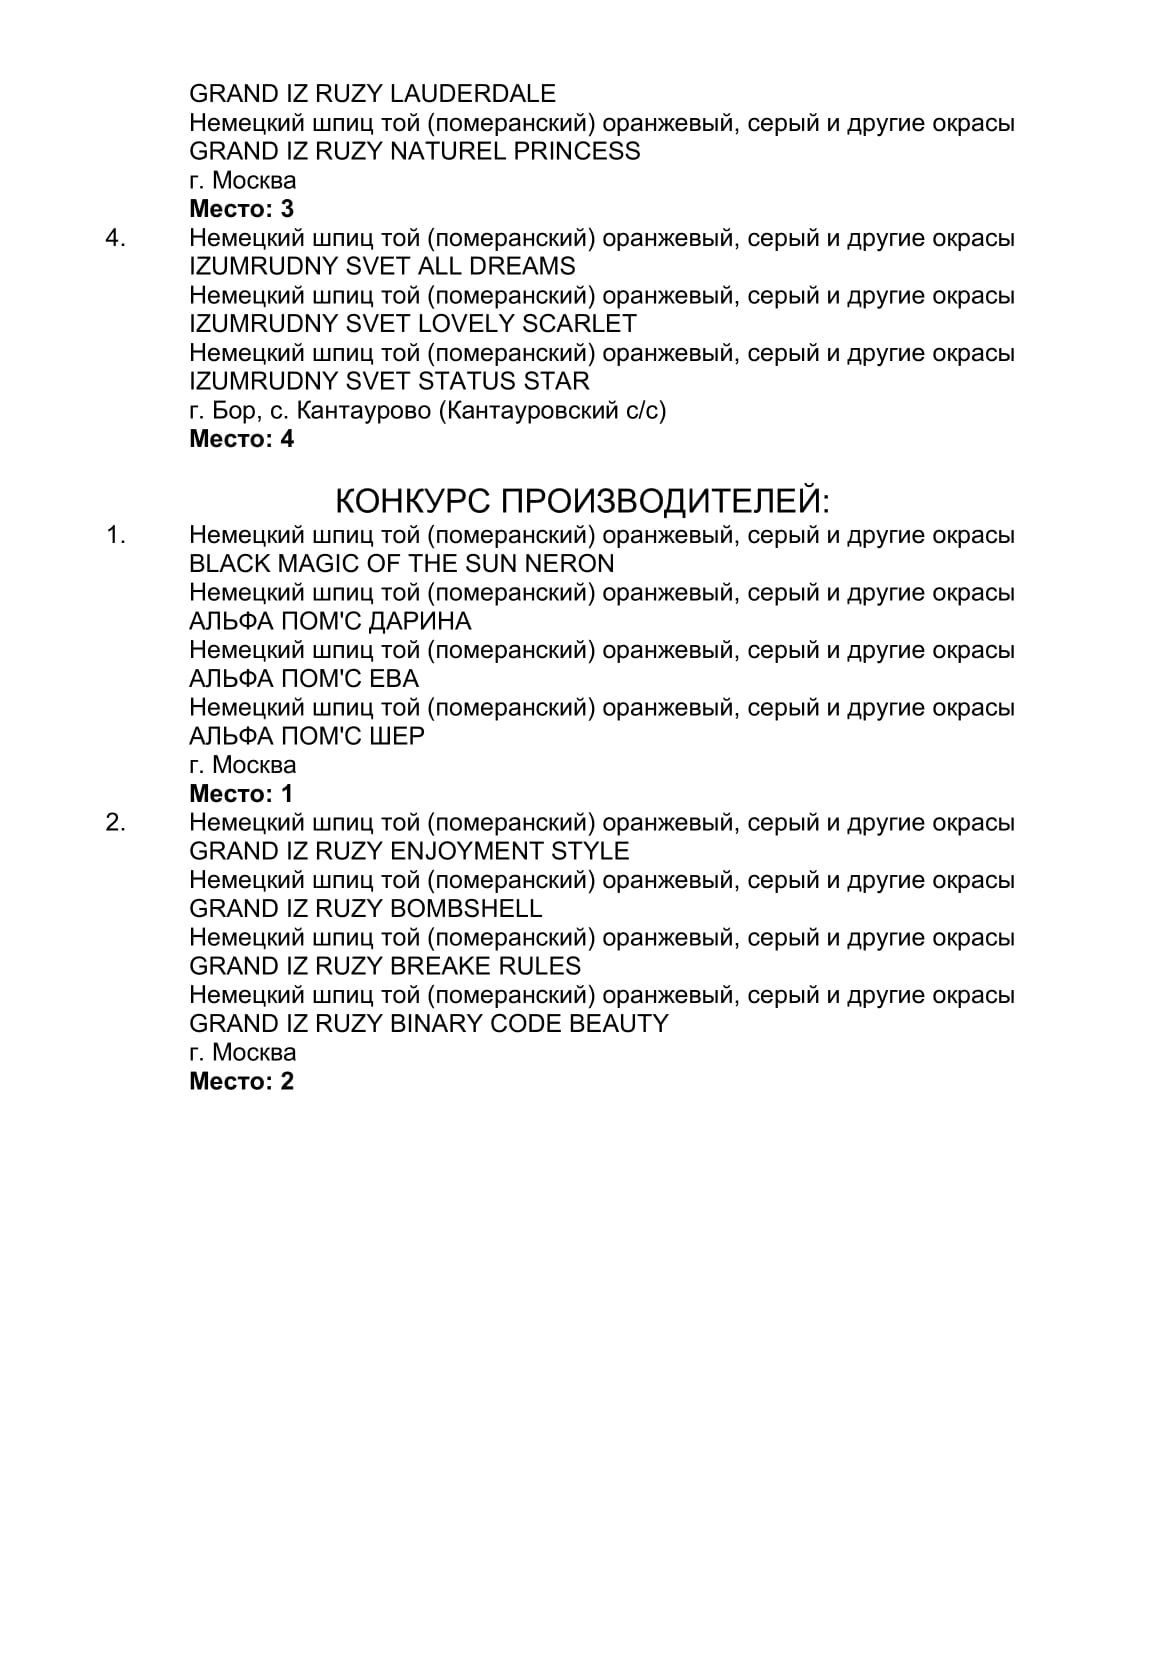 GRAND IZ RUZY LAUDERDALE
Немецкий шпиц той (померанский) оранжевый, серый и другие окрасы
GRAND IZ RUZY NATUREL PRINCESS
г. Москва
Место: 3
4. Немецкий шпиц той (померанский) оранжевый, серый и другие окрасы
IZUMRUDNY SVET ALL DREAMS
Немецкий шпиц той (померанский) оранжевый, серый и другие окрасы
IZUMRUDNY SVET LOVELY SCARLET
Немецкий шпиц той (померанский) оранжевый, серый и другие окрасы
IZUMRUDNY SVET STATUS STAR
г. Бор, с. Кантаурово (Кантауровский с/с)
Место: 4
КОНКУРС ПРОИЗВОДИТЕЛЕЙ:
1. Немецкий шпиц той (померанский) оранжевый, серый и другие окрасы
BLACK MAGIC OF THE SUN NERON
Немецкий шпиц той (померанский) оранжевый, серый и другие окрасы
АЛЬФА ПОМ'С ДАРИНА
Немецкий шпиц той (померанский) оранжевый, серый и другие окрасы
АЛЬФА ПОМ'С ЕВА
Немецкий шпиц той (померанский) оранжевый, серый и другие окрасы
АЛЬФА ПОМ'С ШЕР
г. Москва
Место: 1
2. Немецкий шпиц той (померанский) оранжевый, серый и другие окрасы
GRAND IZ RUZY ENJOYMENT STYLE
Немецкий шпиц той (померанский) оранжевый, серый и другие окрасы
GRAND IZ RUZY BOMBSHELL
Немецкий шпиц той (померанский) оранжевый, серый и другие окрасы
GRAND IZ RUZY BREAKE RULES
Немецкий шпиц той (померанский) оранжевый, серый и другие окрасы
GRAND IZ RUZY BINARY CODE BEAUTY
г. Москва
Место: 2